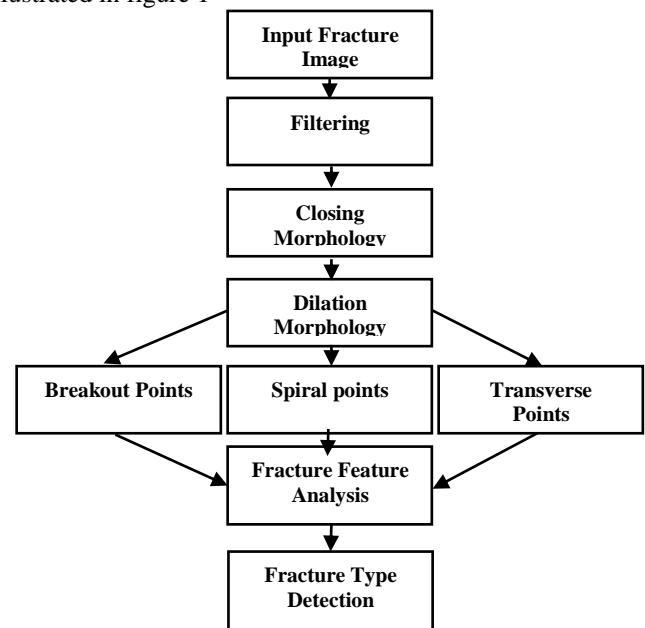 lustrated in figure 1
Input Fracture
Image
Filtering
Closing
Morphology
Dilation
Morphology
Breakout Points
Spiral points
Transverse
Points
Fracture Feature
Analysis
Fracture Type
Detection